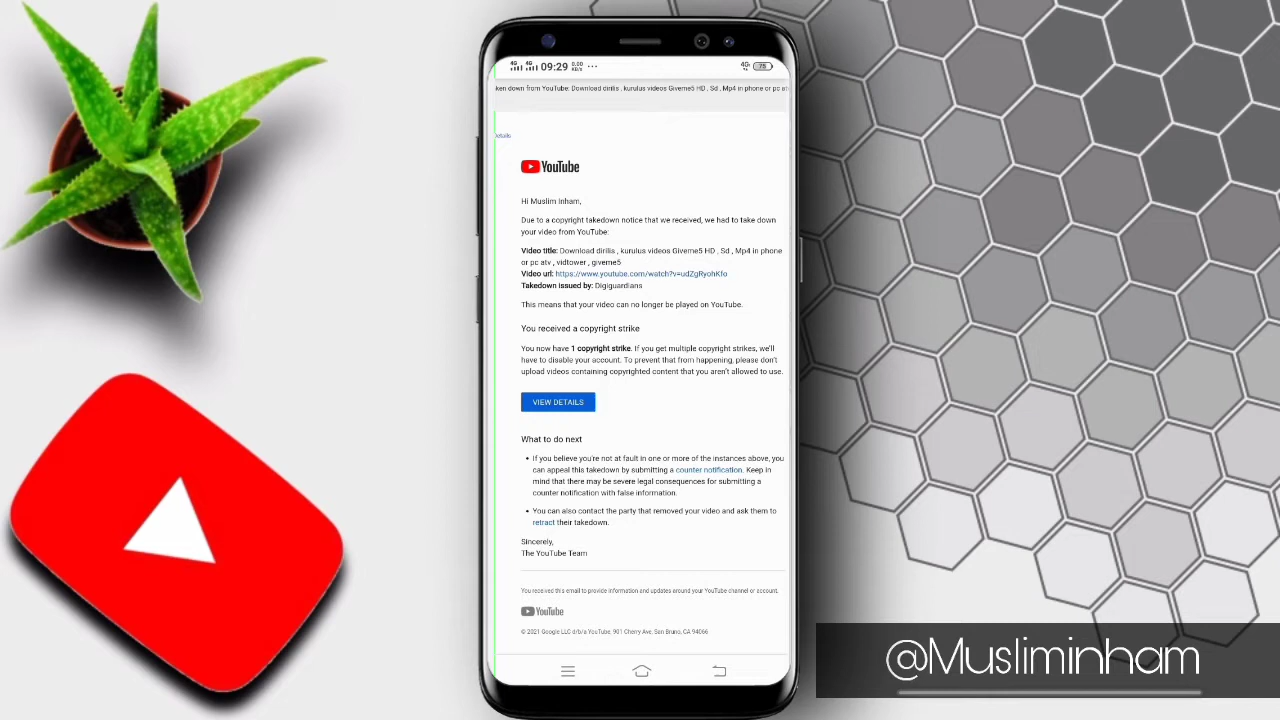 4G 4G 09:29 0.00 KB/s ... 4G 75
ken down from YouTube: Download dirilis , kurulus videos Giveme5 HD , Sd , Mp4 in phone or pc at
etails
YouTube
Hi Muslim Inham,
Due to a copyright takedown notice that we received, we had to take down
your video from YouTube:
Video title: Download dirilis , kurulus videos Giveme5 HD , Sd , Mp4 in phone
or pc atv , vidtower , giveme5
Video url: https://www.youtube.com/watch?v=udZgRyohKfo
Takedown issued by: Digiguardians
This means that your video can no longer be played on YouTube.
You received a copyright strike
You now have 1 copyright strike. If you get multiple copyright strikes, we'll
have to disable your account. To prevent that from happening, please don't
upload videos containing copyrighted content that you aren't allowed to use.
VIEW DETAILS
What to do next
• If you believe you're not at fault in one or more of the instances above, you
can appeal this takedown by submitting a counter notification. Keep in
mind that there may be severe legal consequences for submitting a
counter notification with false information.
• You can also contact the party that removed your video and ask them to
retract their takedown.
Sincerely,
The YouTube Team
You received this email to provide information and updates around your YouTube channel or account.
YouTube
© 2021 Google LLC d/b/a YouTube, 901 Cherry Ave, San Bruno, CA 94066
@Musliminham